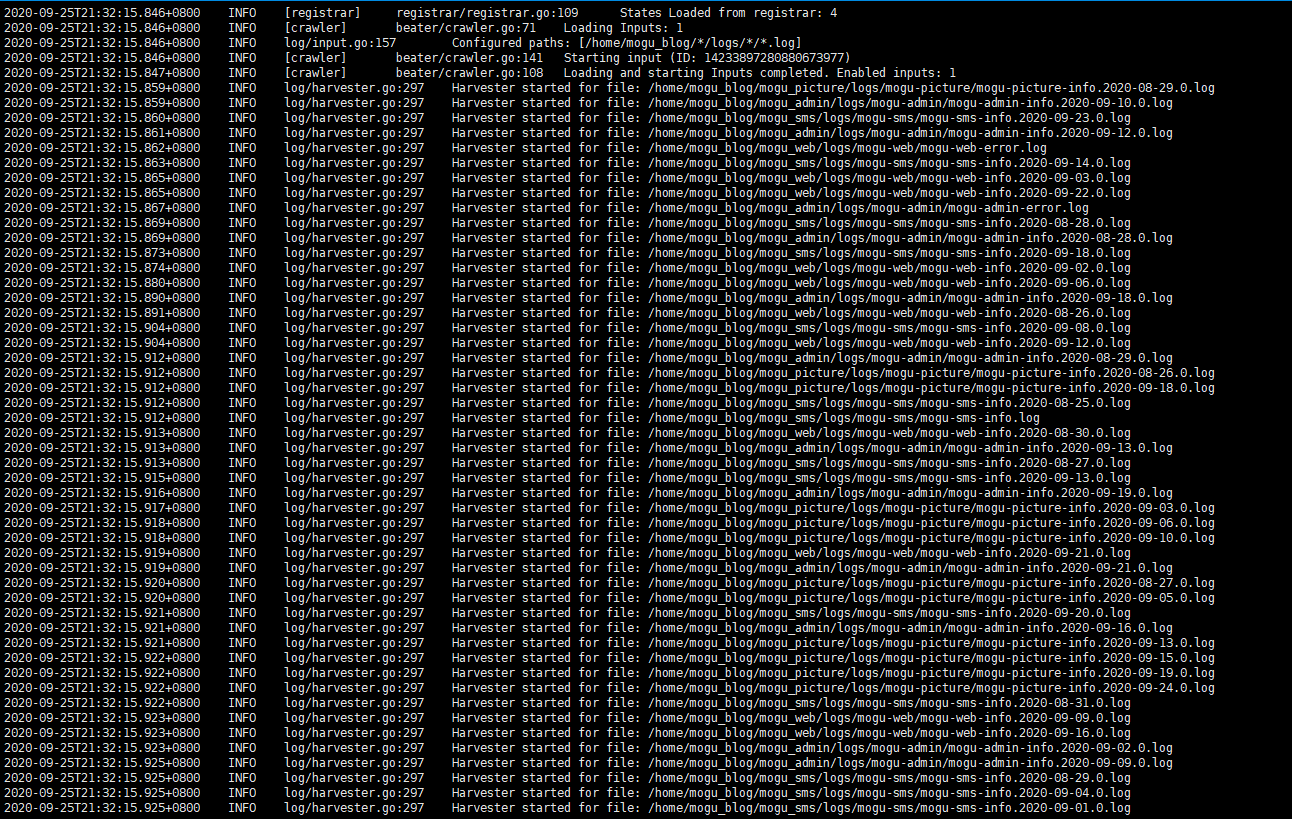 2020-09-25T21:32:15.846+0800 INFO [registrar] registrar/registrar.go:109 States Loaded from registrar: 4
2020-09-25T21:32:15.846+0800 INFO [crawler] beater/crawler.go:71 Loading Inputs: 1
2020-09-25T21:32:15.846+0800 INFO log/input.go:157 Configured paths: [/home/mogu_blog/*/logs/*/*.log]
2020-09-25T21:32:15.846+0800 INFO [crawler] beater/crawler.go:141 Starting input (ID: 14233897280880673977)
2020-09-25T21:32:15.847+0800 INFO [crawler] beater/crawler.go:108 Loading and starting Inputs completed. Enabled inputs: 1
2020-09-25T21:32:15.859+0800 INFO log/harvester.go:297 Harvester started for file: /home/mogu_blog/mogu_picture/logs/mogu-picture/mogu-picture-info.2020-08-29.0.log
2020-09-25T21:32:15.859+0800 INFO log/harvester.go:297 Harvester started for file: /home/mogu_blog/mogu_admin/logs/mogu-admin/mogu-admin-info.2020-09-10.0.log
2020-09-25T21:32:15.860+0800 INFO log/harvester.go:297 Harvester started for file: /home/mogu_blog/mogu_sms/logs/mogu-sms/mogu-sms-info.2020-09-23.0.log
2020-09-25T21:32:15.861+0800 INFO log/harvester.go:297 Harvester started for file: /home/mogu_blog/mogu_admin/logs/mogu-admin/mogu-admin-info.2020-09-12.0.log
2020-09-25T21:32:15.862+0800 INFO log/harvester.go:297 Harvester started for file: /home/mogu_blog/mogu_web/logs/mogu-web/mogu-web-error.log
2020-09-25T21:32:15.863+0800 INFO log/harvester.go:297 Harvester started for file: /home/mogu_blog/mogu_sms/logs/mogu-sms/mogu-sms-info.2020-09-14.0.log
2020-09-25T21:32:15.865+0800 INFO log/harvester.go:297 Harvester started for file: /home/mogu_blog/mogu_web/logs/mogu-web/mogu-web-info.2020-09-03.0.log
2020-09-25T21:32:15.865+0800 INFO log/harvester.go:297 Harvester started for file: /home/mogu_blog/mogu_web/logs/mogu-web/mogu-web-info.2020-09-22.0.log
2020-09-25T21:32:15.867+0800 INFO log/harvester.go:297 Harvester started for file: /home/mogu_blog/mogu_admin/logs/mogu-admin/mogu-admin-error.log
2020-09-25T21:32:15.869+0800 INFO log/harvester.go:297 Harvester started for file: /home/mogu_blog/mogu_sms/logs/mogu-sms/mogu-sms-info.2020-08-28.0.log
2020-09-25T21:32:15.869+0800 INFO log/harvester.go:297 Harvester started for file: /home/mogu_blog/mogu_admin/logs/mogu-admin/mogu-admin-info.2020-08-28.0.log
2020-09-25T21:32:15.873+0800 INFO log/harvester.go:297 Harvester started for file: /home/mogu_blog/mogu_sms/logs/mogu-sms/mogu-sms-info.2020-09-18.0.log
2020-09-25T21:32:15.874+0800 INFO log/harvester.go:297 Harvester started for file: /home/mogu_blog/mogu_web/logs/mogu-web/mogu-web-info.2020-09-02.0.log
2020-09-25T21:32:15.880+0800 INFO log/harvester.go:297 Harvester started for file: /home/mogu_blog/mogu_web/logs/mogu-web/mogu-web-info.2020-09-06.0.log
2020-09-25T21:32:15.890+0800 INFO log/harvester.go:297 Harvester started for file: /home/mogu_blog/mogu_admin/logs/mogu-admin/mogu-admin-info.2020-09-18.0.log
2020-09-25T21:32:15.891+0800 INFO log/harvester.go:297 Harvester started for file: /home/mogu_blog/mogu_web/logs/mogu-web/mogu-web-info.2020-08-26.0.log
2020-09-25T21:32:15.904+0800 INFO log/harvester.go:297 Harvester started for file: /home/mogu_blog/mogu_sms/logs/mogu-sms/mogu-sms-info.2020-09-08.0.log
2020-09-25T21:32:15.904+0800 INFO log/harvester.go:297 Harvester started for file: /home/mogu_blog/mogu_web/logs/mogu-web/mogu-web-info.2020-09-12.0.log
2020-09-25T21:32:15.912+0800 INFO log/harvester.go:297 Harvester started for file: /home/mogu_blog/mogu_admin/logs/mogu-admin/mogu-admin-info.2020-08-29.0.log
2020-09-25T21:32:15.912+0800 INFO log/harvester.go:297 Harvester started for file: /home/mogu_blog/mogu_picture/logs/mogu-picture/mogu-picture-info.2020-08-26.0.log
2020-09-25T21:32:15.912+0800 INFO log/harvester.go:297 Harvester started for file: /home/mogu_blog/mogu_picture/logs/mogu-picture/mogu-picture-info.2020-09-18.0.log
2020-09-25T21:32:15.912+0800 INFO log/harvester.go:297 Harvester started for file: /home/mogu_blog/mogu_sms/logs/mogu-sms/mogu-sms-info.2020-08-25.0.log
2020-09-25T21:32:15.912+0800 INFO log/harvester.go:297 Harvester started for file: /home/mogu_blog/mogu_sms/logs/mogu-sms/mogu-sms-info.log
2020-09-25T21:32:15.913+0800 INFO log/harvester.go:297 Harvester started for file: /home/mogu_blog/mogu_web/logs/mogu-web/mogu-web-info.2020-08-30.0.log
2020-09-25T21:32:15.913+0800 INFO log/harvester.go:297 Harvester started for file: /home/mogu_blog/mogu_admin/logs/mogu-admin/mogu-admin-info.2020-09-13.0.log
2020-09-25T21:32:15.913+0800 INFO log/harvester.go:297 Harvester started for file: /home/mogu_blog/mogu_sms/logs/mogu-sms/mogu-sms-info.2020-08-27.0.log
2020-09-25T21:32:15.915+0800 INFO log/harvester.go:297 Harvester started for file: /home/mogu_blog/mogu_sms/logs/mogu-sms/mogu-sms-info.2020-09-13.0.log
2020-09-25T21:32:15.916+0800 INFO log/harvester.go:297 Harvester started for file: /home/mogu_blog/mogu_admin/logs/mogu-admin/mogu-admin-info.2020-09-19.0.log
2020-09-25T21:32:15.917+0800 INFO log/harvester.go:297 Harvester started for file: /home/mogu_blog/mogu_picture/logs/mogu-picture/mogu-picture-info.2020-09-03.0.log
2020-09-25T21:32:15.918+0800 INFO log/harvester.go:297 Harvester started for file: /home/mogu_blog/mogu_picture/logs/mogu-picture/mogu-picture-info.2020-09-06.0.log
2020-09-25T21:32:15.918+0800 INFO log/harvester.go:297 Harvester started for file: /home/mogu_blog/mogu_picture/logs/mogu-picture/mogu-picture-info.2020-09-10.0.log
2020-09-25T21:32:15.919+0800 INFO log/harvester.go:297 Harvester started for file: /home/mogu_blog/mogu_web/logs/mogu-web/mogu-web-info.2020-09-21.0.log
2020-09-25T21:32:15.919+0800 INFO log/harvester.go:297 Harvester started for file: /home/mogu_blog/mogu_admin/logs/mogu-admin/mogu-admin-info.2020-09-21.0.log
2020-09-25T21:32:15.920+0800 INFO log/harvester.go:297 Harvester started for file: /home/mogu_blog/mogu_picture/logs/mogu-picture/mogu-picture-info.2020-08-27.0.log
2020-09-25T21:32:15.920+0800 INFO log/harvester.go:297 Harvester started for file: /home/mogu_blog/mogu_picture/logs/mogu-picture/mogu-picture-info.2020-09-05.0.log
2020-09-25T21:32:15.921+0800 INFO log/harvester.go:297 Harvester started for file: /home/mogu_blog/mogu_sms/logs/mogu-sms/mogu-sms-info.2020-09-20.0.log
2020-09-25T21:32:15.921+0800 INFO log/harvester.go:297 Harvester started for file: /home/mogu_blog/mogu_admin/logs/mogu-admin/mogu-admin-info.2020-09-16.0.log
2020-09-25T21:32:15.921+0800 INFO log/harvester.go:297 Harvester started for file: /home/mogu_blog/mogu_picture/logs/mogu-picture/mogu-picture-info.2020-09-13.0.log
2020-09-25T21:32:15.922+0800 INFO log/harvester.go:297 Harvester started for file: /home/mogu_blog/mogu_picture/logs/mogu-picture/mogu-picture-info.2020-09-15.0.log
2020-09-25T21:32:15.922+0800 INFO log/harvester.go:297 Harvester started for file: /home/mogu_blog/mogu_picture/logs/mogu-picture/mogu-picture-info.2020-09-19.0.log
2020-09-25T21:32:15.922+0800 INFO log/harvester.go:297 Harvester started for file: /home/mogu_blog/mogu_picture/logs/mogu-picture/mogu-picture-info.2020-09-24.0.log
2020-09-25T21:32:15.922+0800 INFO log/harvester.go:297 Harvester started for file: /home/mogu_blog/mogu_sms/logs/mogu-sms/mogu-sms-info.2020-08-31.0.log
2020-09-25T21:32:15.923+0800 INFO log/harvester.go:297 Harvester started for file: /home/mogu_blog/mogu_web/logs/mogu-web/mogu-web-info.2020-09-09.0.log
2020-09-25T21:32:15.923+0800 INFO log/harvester.go:297 Harvester started for file: /home/mogu_blog/mogu_web/logs/mogu-web/mogu-web-info.2020-09-16.0.log
2020-09-25T21:32:15.923+0800 INFO log/harvester.go:297 Harvester started for file: /home/mogu_blog/mogu_admin/logs/mogu-admin/mogu-admin-info.2020-09-02.0.log
2020-09-25T21:32:15.925+0800 INFO log/harvester.go:297 Harvester started for file: /home/mogu_blog/mogu_admin/logs/mogu-admin/mogu-admin-info.2020-09-09.0.log
2020-09-25T21:32:15.925+0800 INFO log/harvester.go:297 Harvester started for file: /home/mogu_blog/mogu_sms/logs/mogu-sms/mogu-sms-info.2020-08-29.0.log
2020-09-25T21:32:15.925+0800 INFO log/harvester.go:297 Harvester started for file: /home/mogu_blog/mogu_sms/logs/mogu-sms/mogu-sms-info.2020-09-04.0.log
2020-09-25T21:32:15.925+0800 INFO log/harvester.go:297 Harvester started for file: /home/mogu_blog/mogu_sms/logs/mogu-sms/mogu-sms-info.2020-09-01.0.log